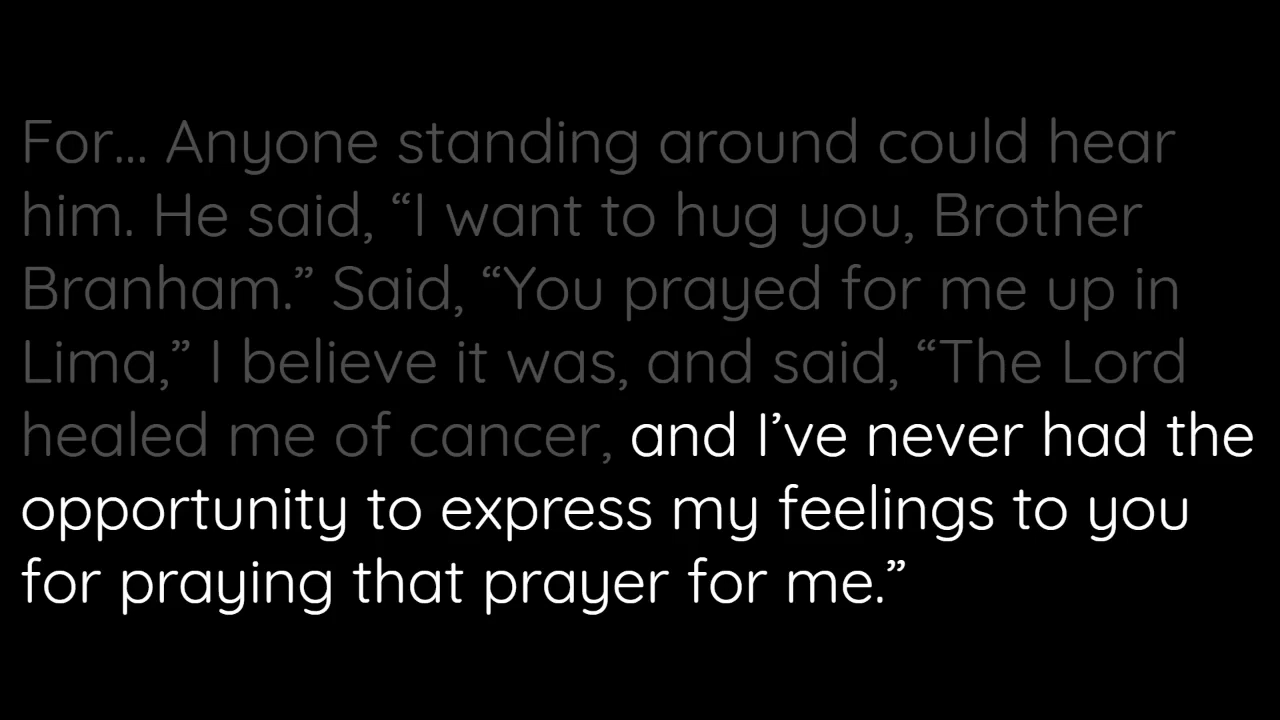 For... Anyone standing around could hear
him. He said, “I want to hug you, Brother
Branham.” Said, “You prayed for me up in
Lima,” I believe it was, and said, “The Lord
healed me of cancer, and I’ve never had the
opportunity to express my feelings to you
for praying that prayer for me.”